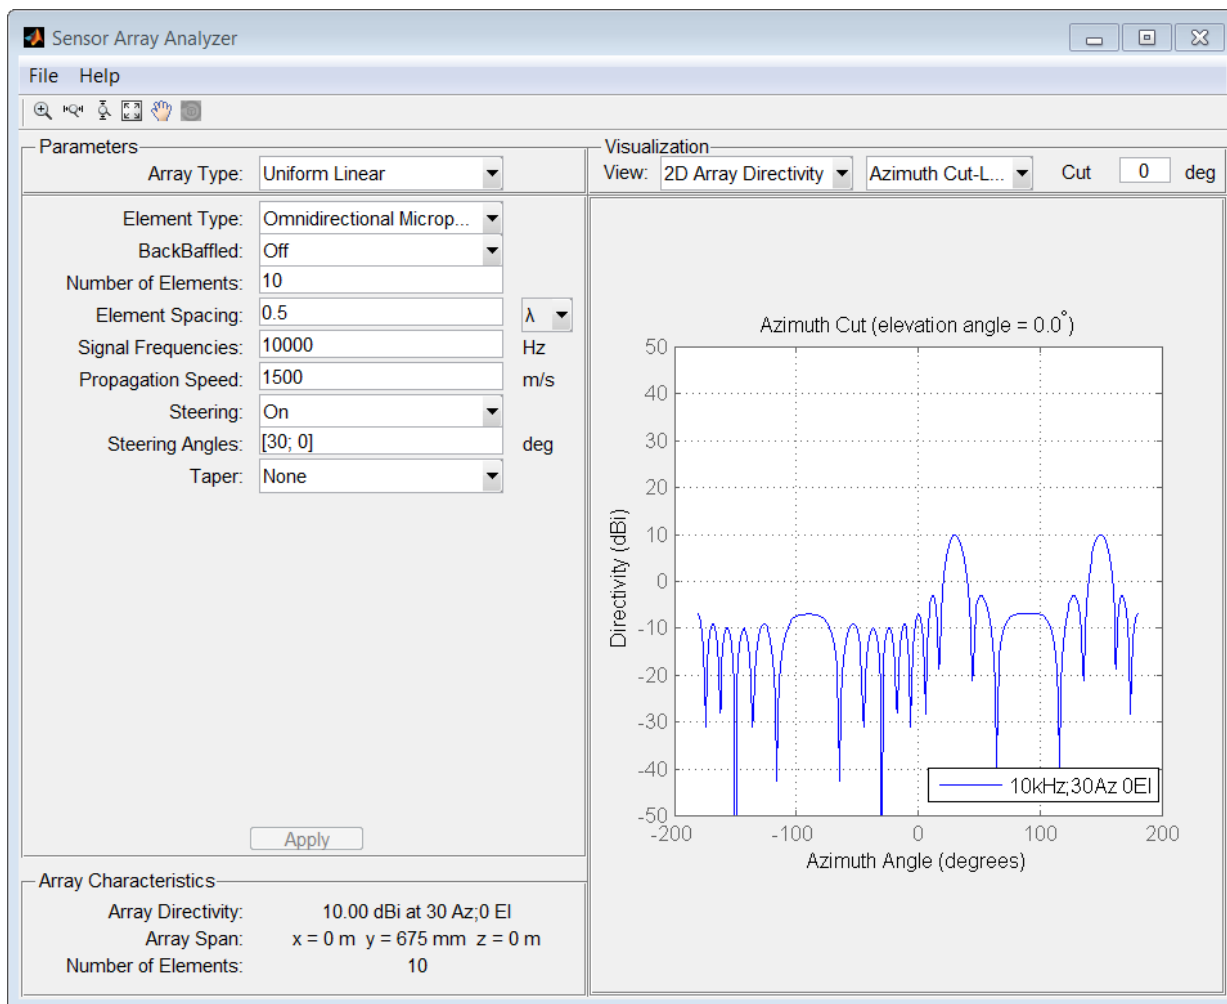 Sensor Array Analyzer
File Help
Parameters
Array Type: Uniform Linear
Element Type: Omnidirectional Microp...
BackBaffled: Off
Number of Elements: 10
Element Spacing: 0.5 λ
Signal Frequencies: 10000 Hz
Propagation Speed: 1500 m/s
Steering: On
Steering Angles: [30; 0] deg
Taper: None
Apply
Array Characteristics
Array Directivity: 10.00 dBi at 30 Az;0 El
Array Span: x = 0 m y = 675 mm z = 0 m
Number of Elements: 10
Visualization
View: 2D Array Directivity Azimuth Cut-L... Cut 0 deg
Azimuth Cut (elevation angle = 0.0°)
Directivity (dBi)
50
40
30
20
10
0
-10
-20
-30
-40
-50
10kHz;30Az 0El
-200 -100 0 100 200
Azimuth Angle (degrees)